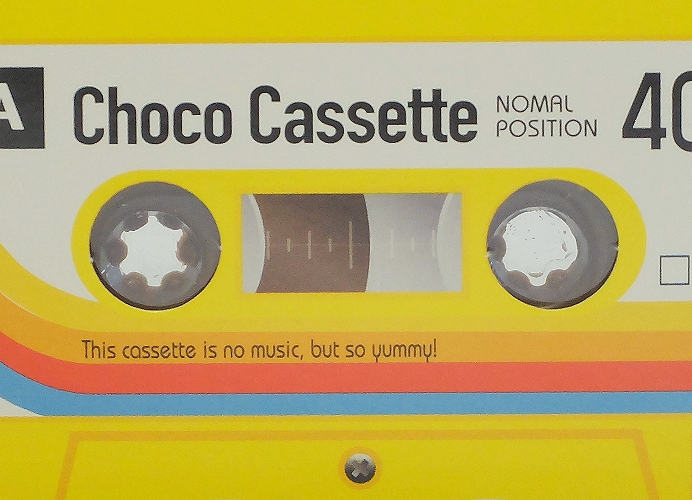 A
Choco Cassette
NOMAL
POSITION
40
This cassette is no music, but so yummy!